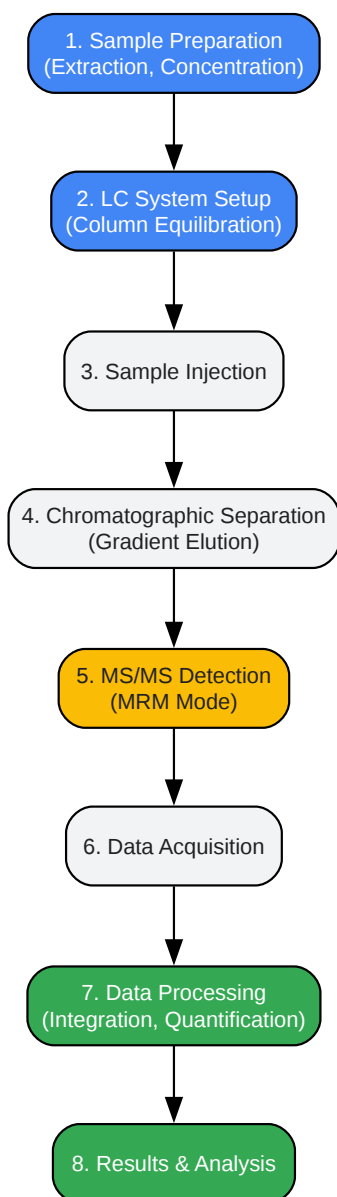 1. Sample Preparation
(Extraction, Concentration)
2. LC System Setup
(Column Equilibration)
3. Sample Injection
4. Chromatographic Separation
(Gradient Elution)
5. MS/MS Detection
(MRM Mode)
6. Data Acquisition
7. Data Processing
(Integration, Quantification)
8. Results & Analysis